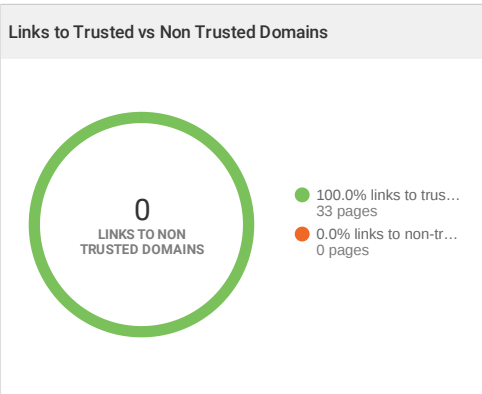 Links to Trusted vs Non Trusted Domains
0
LINKS TO NON
TRUSTED DOMAINS
100.0% links to trus…
33 pages
0.0% links to non-tr…
0 pages